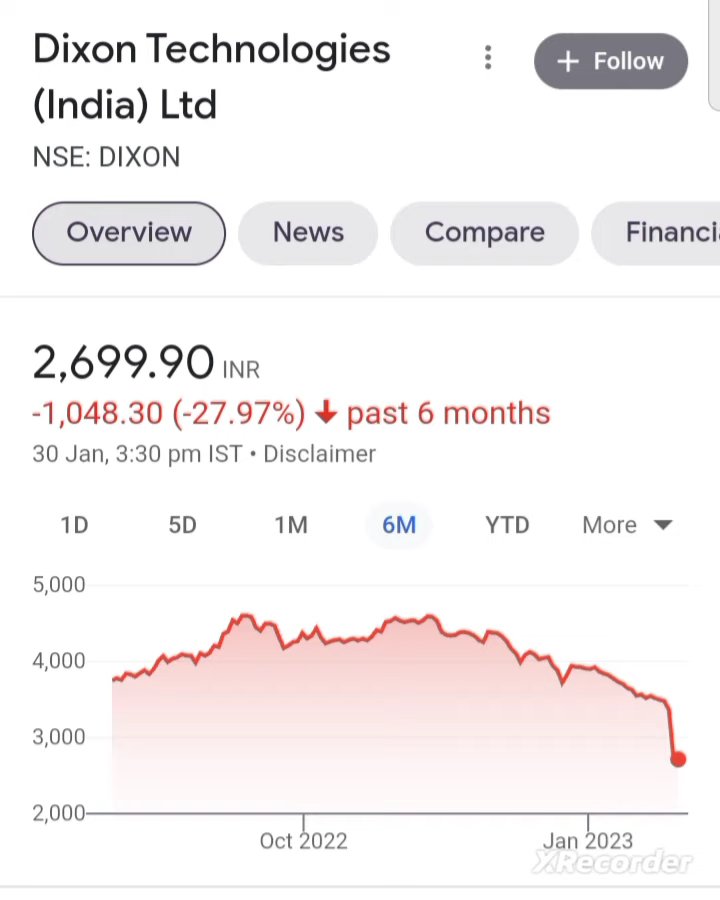 Dixon Technologies
(India) Ltd
+ Follow
NSE: DIXON
Overview News Compare Financi
2,699.90 INR
-1,048.30 (-27.97%) ↓ past 6 months
30 Jan, 3:30 pm IST • Disclaimer
1D 5D 1M 6M YTD More
5,000
4,000
3,000
2,000
Oct 2022 Jan 2023
XRecorder